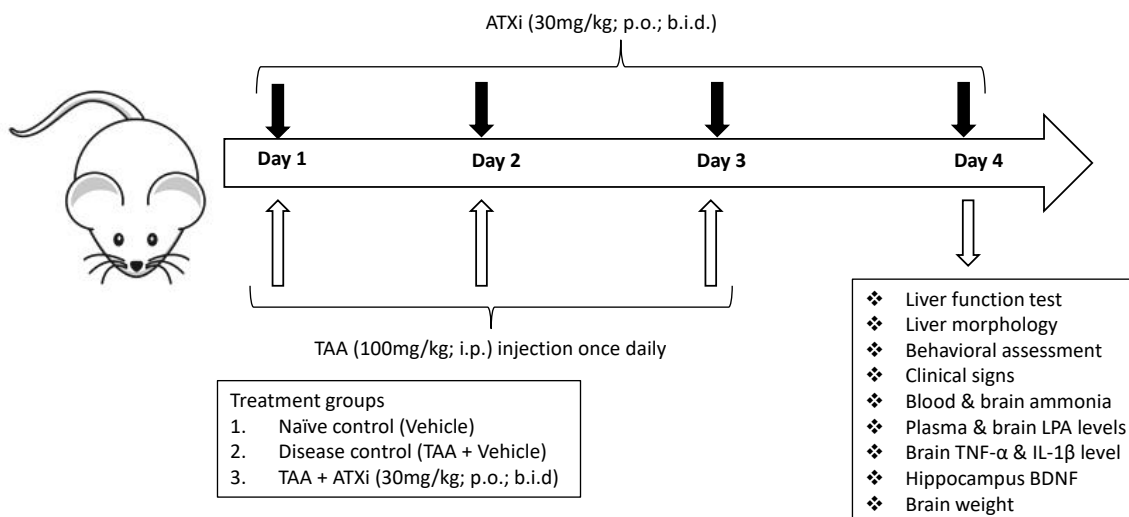 ATXi (30mg/kg; p.o.; b.i.d.)
Day 1 Day 2 Day 3 Day 4
TAA (100mg/kg; i.p.) injection once daily
Treatment groups
1. Naïve control (Vehicle)
2. Disease control (TAA + Vehicle)
3. TAA + ATXi (30mg/kg; p.o.; b.i.d)
❖ Liver function test
❖ Liver morphology
❖ Behavioral assessment
❖ Clinical signs
❖ Blood & brain ammonia
❖ Plasma & brain LPA levels
❖ Brain TNF-α & IL-1β level
❖ Hippocampus BDNF
❖ Brain weight